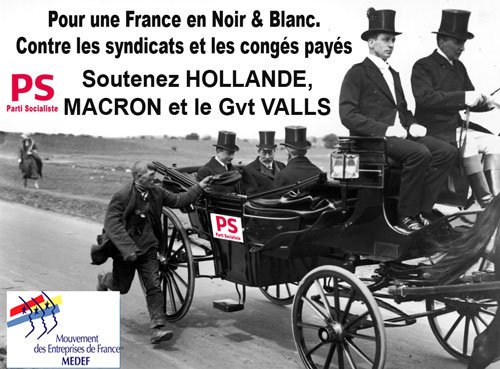 Pour une France en Noir & Blanc.
Contre les syndicats et les congés payés
Soutenez HOLLANDE,
MACRON et le Gvt VALLS
PS
Parti Socialiste
PS
Parti Socialiste
Mouvement
des Entreprises de France
MEDEF